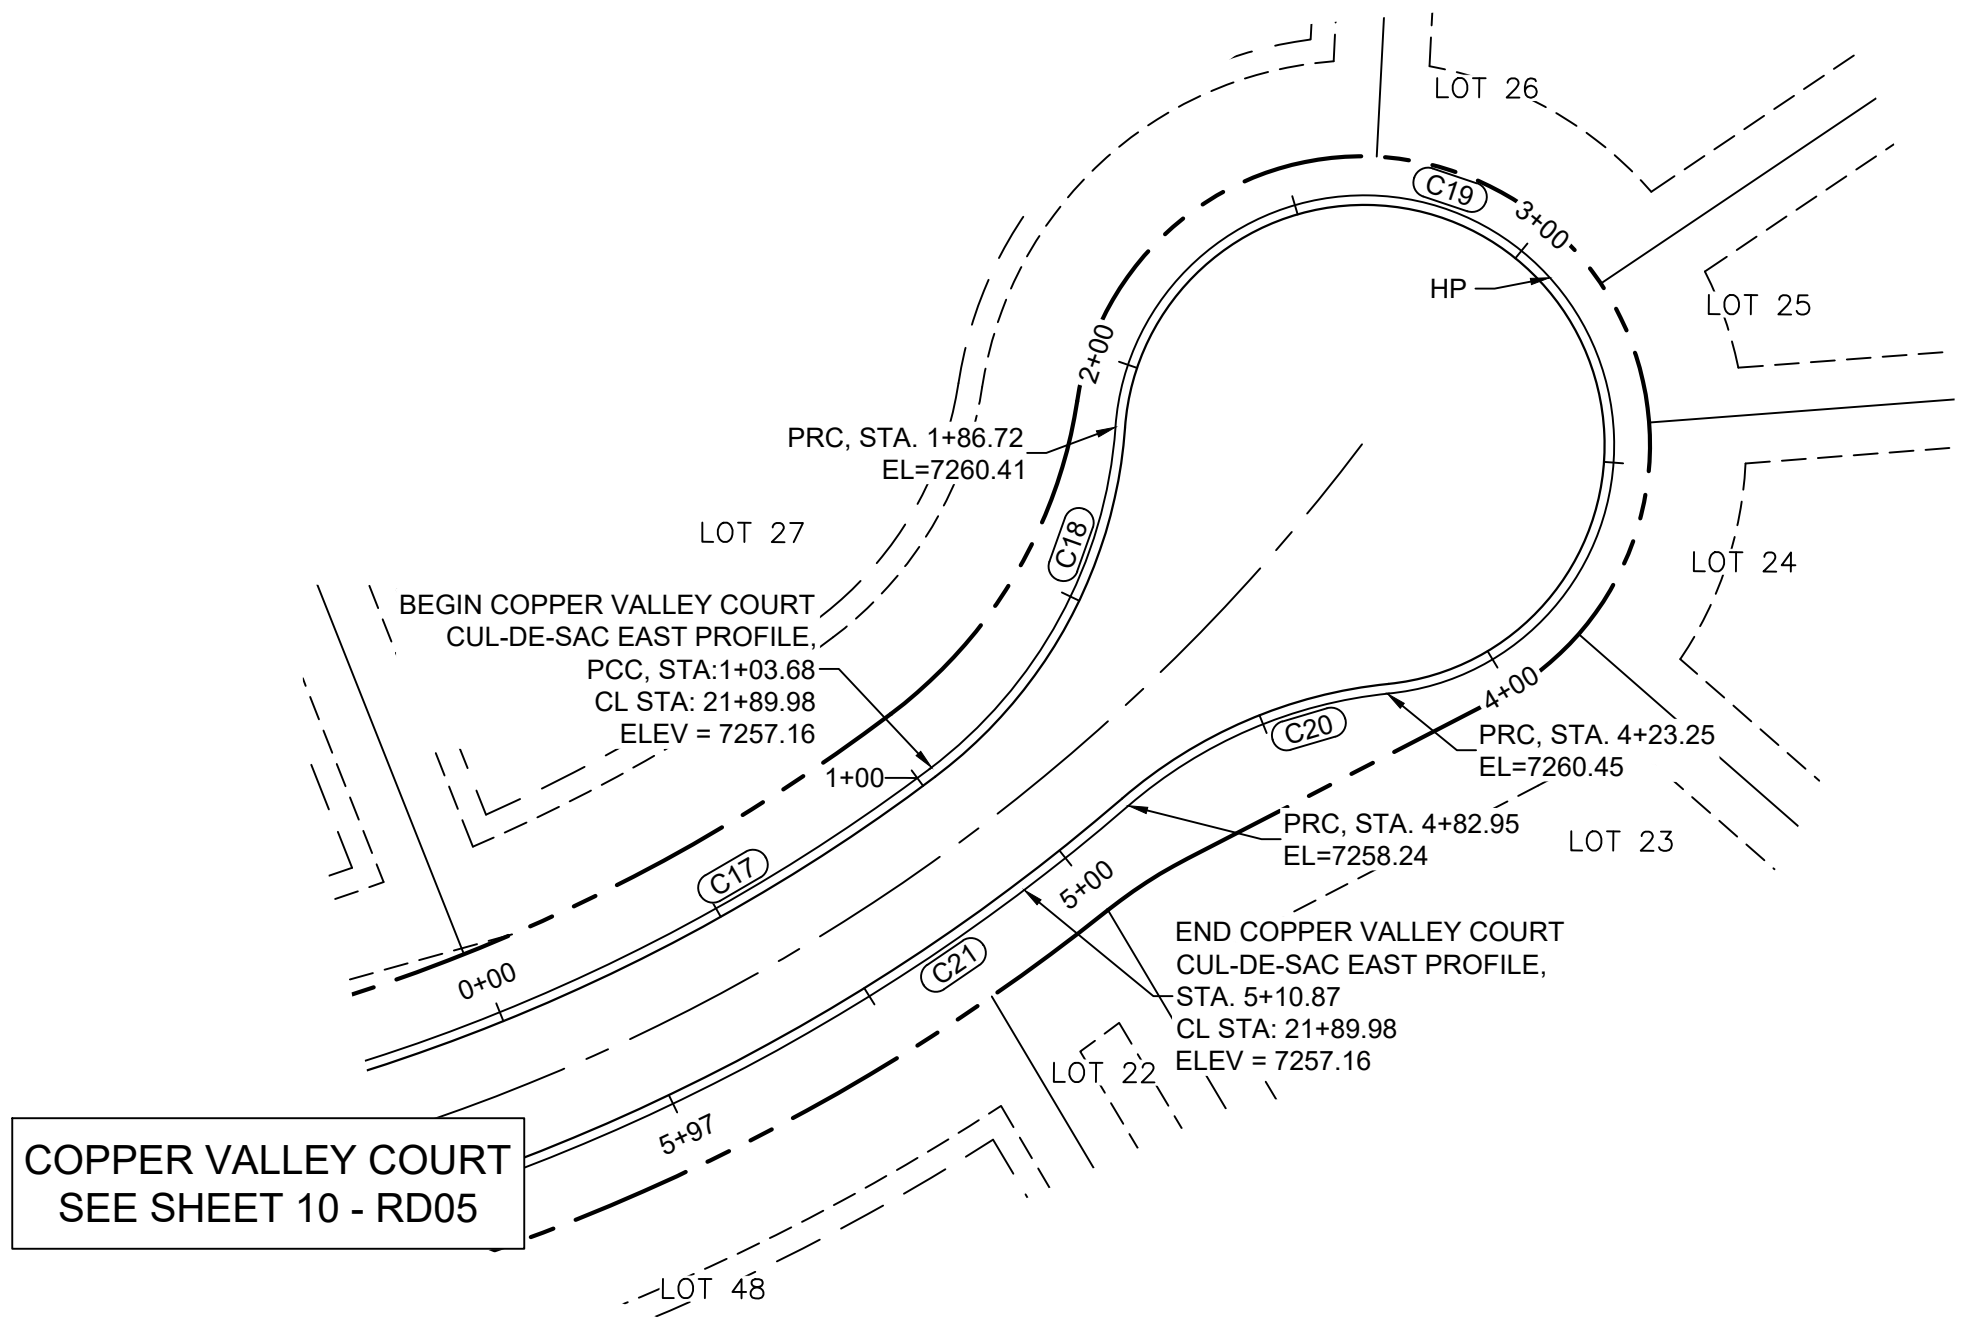 LOT 26
C19
3+00
HP
LOT 25
2+00
PRC, STA. 1+86.72
EL=7260.41
LOT 27
C18
LOT 24
BEGIN COPPER VALLEY COURT
CUL-DE-SAC EAST PROFILE,
PCC, STA:1+03.68
CL STA: 21+89.98
ELEV = 7257.16
1+00
4+00
C20
PRC, STA. 4+23.25
EL=7260.45
PRC, STA. 4+82.95
EL=7258.24
LOT 23
C17
5+00
END COPPER VALLEY COURT
CUL-DE-SAC EAST PROFILE,
STA. 5+10.87
CL STA: 21+89.98
ELEV = 7257.16
C21
0+00
LOT 22
5+97
COPPER VALLEY COURT
SEE SHEET 10 - RD05
LOT 48